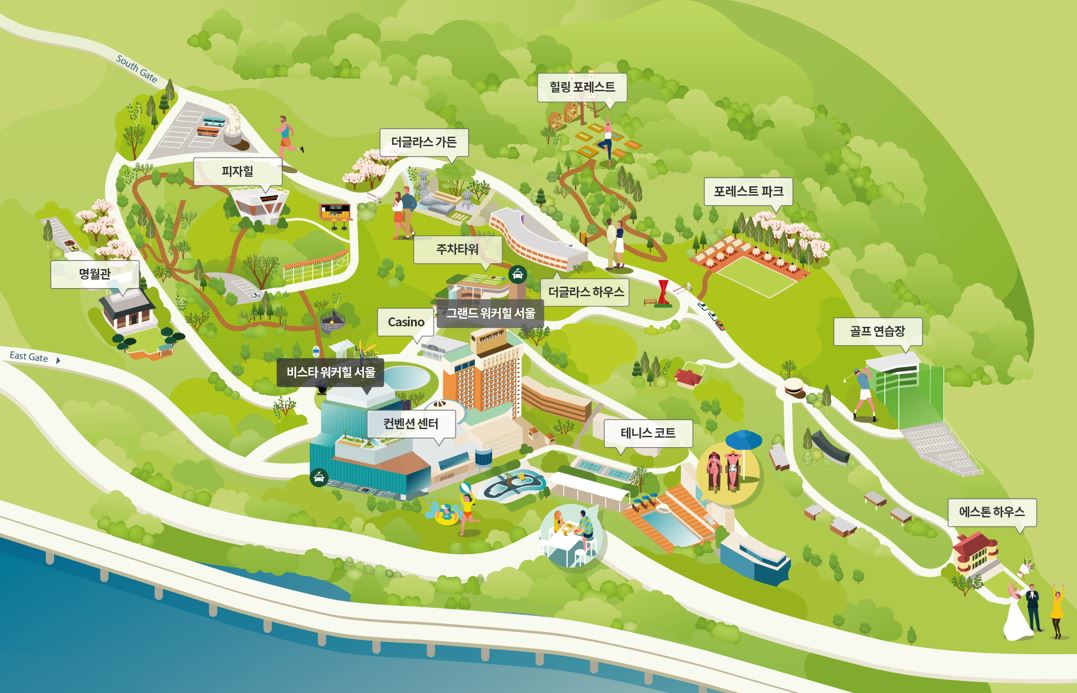 South Gate
힐링 포레스트
더글라스 가든
피자힐
포레스트 파크
주차타워
명월관
더글라스 하우스
그랜드 워커힐 서울
Casino
골프 연습장
East Gate
비스타 워커힐 서울
컨벤션 센터
테니스 코트
에스톤 하우스